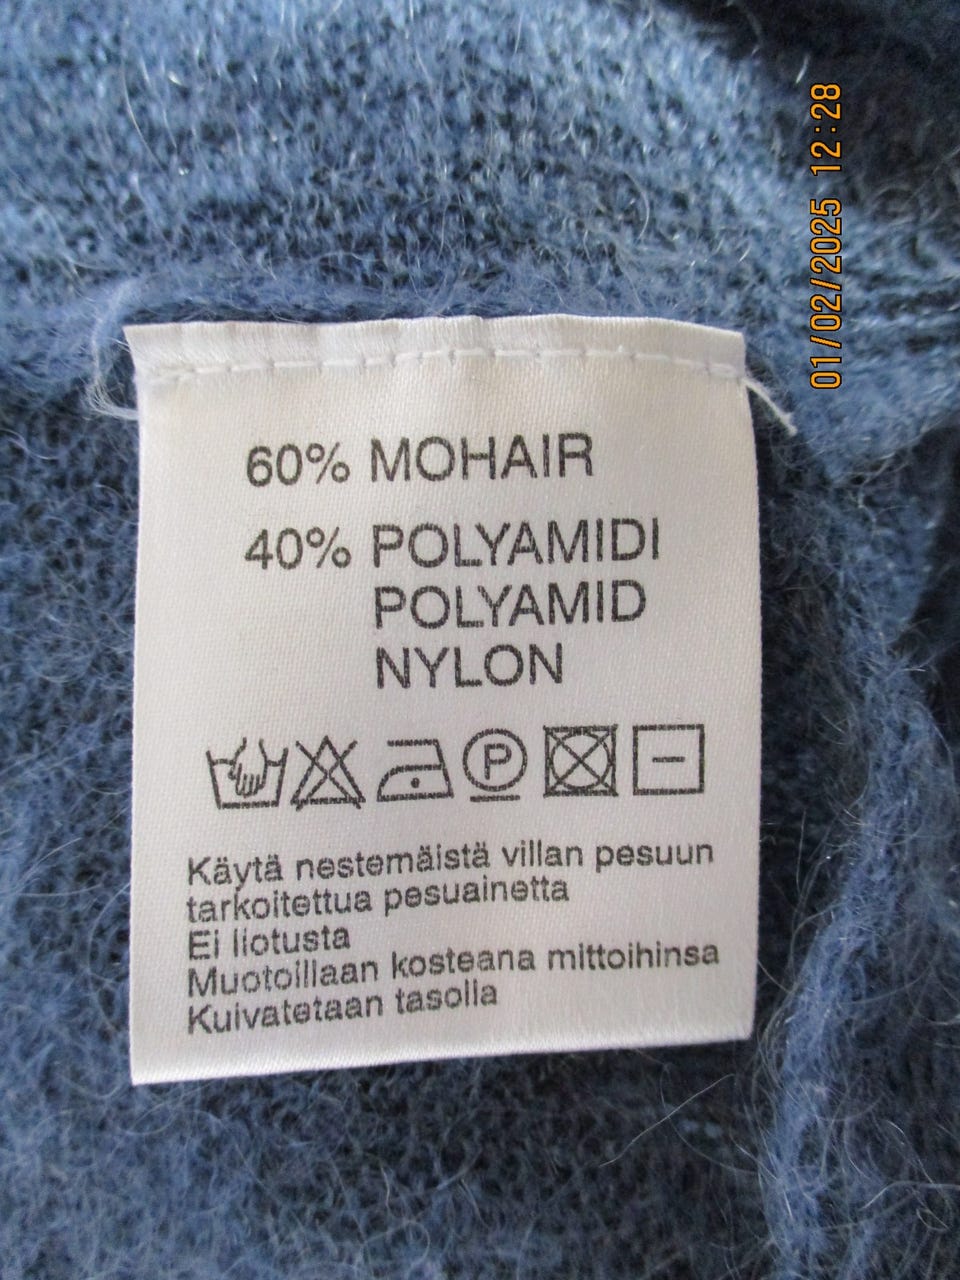 60% MOHAIR
40% POLYAMIDI
POLYAMID
NYLON
P
Käytä nestemäistä villan pesuun
tarkoitettua pesuainetta
Ei liotusta
Muotoillaan kosteana mittoihinsa
Kuivatetaan tasolla
01/02/2025 12:28